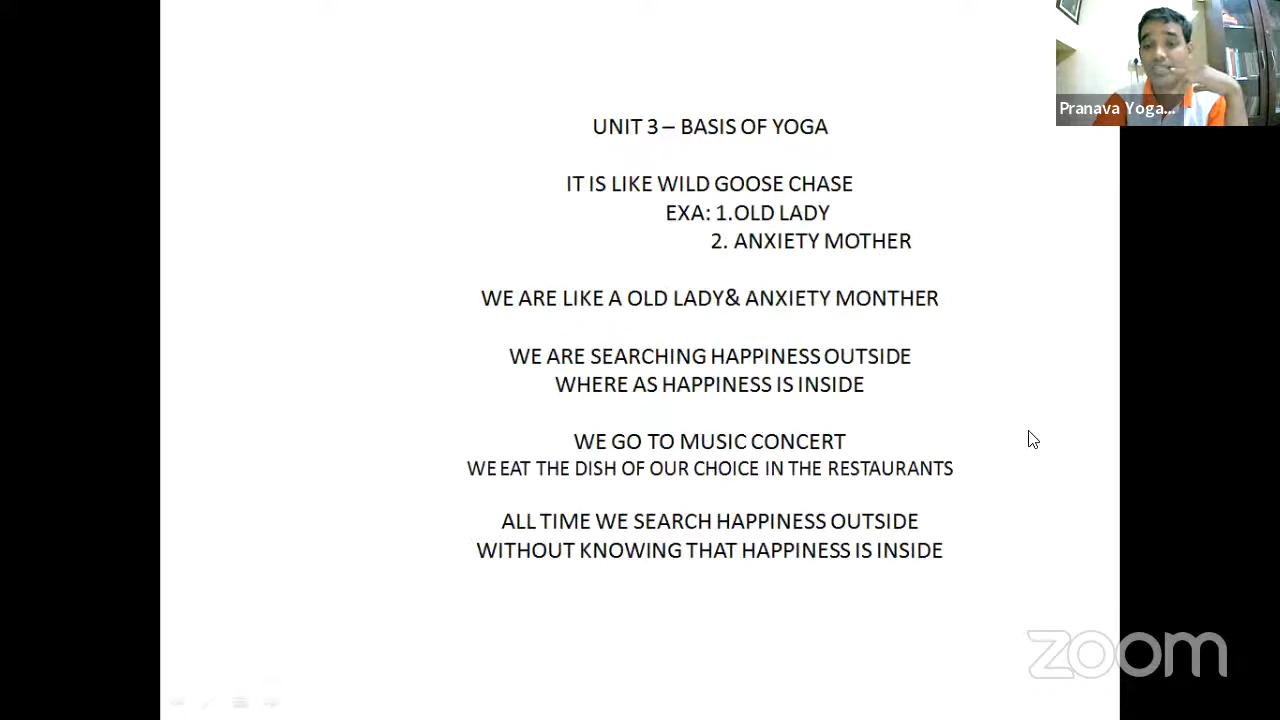 Pranava Yoga...
UNIT 3 – BASIS OF YOGA
IT IS LIKE WILD GOOSE CHASE
EXA: 1.OLD LADY
2. ANXIETY MOTHER
WE ARE LIKE A OLD LADY& ANXIETY MONTHER
WE ARE SEARCHING HAPPINESS OUTSIDE
WHERE AS HAPPINESS IS INSIDE
WE GO TO MUSIC CONCERT
WE EAT THE DISH OF OUR CHOICE IN THE RESTAURANTS
ALL TIME WE SEARCH HAPPINESS OUTSIDE
WITHOUT KNOWING THAT HAPPINESS IS INSIDE
zoom